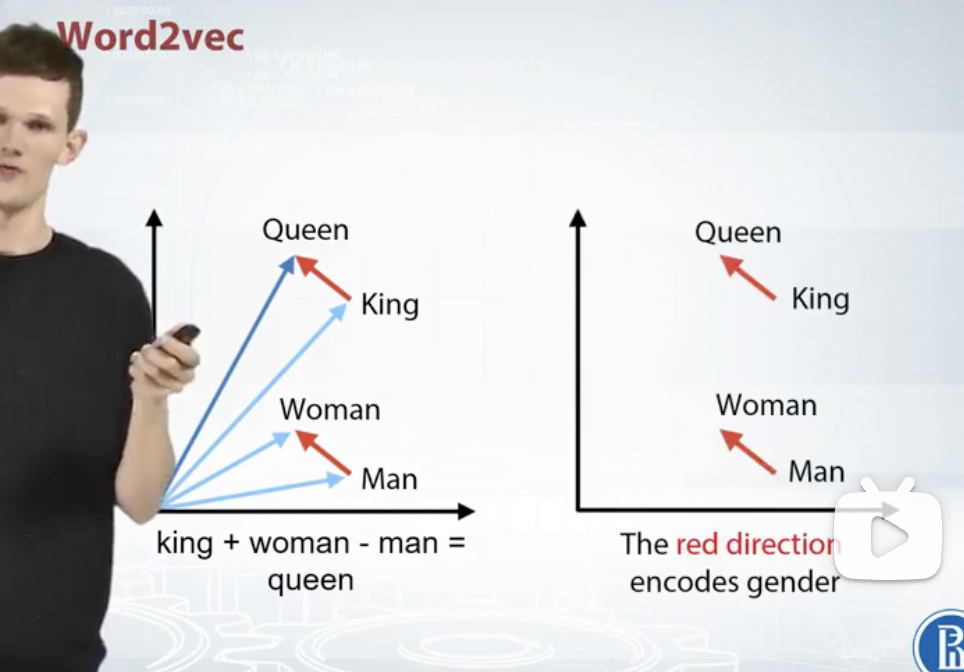 Word2vec
Queen
King
Woman
Man
king + woman - man =
queen
Queen
King
Woman
Man
The red direction
encodes gender